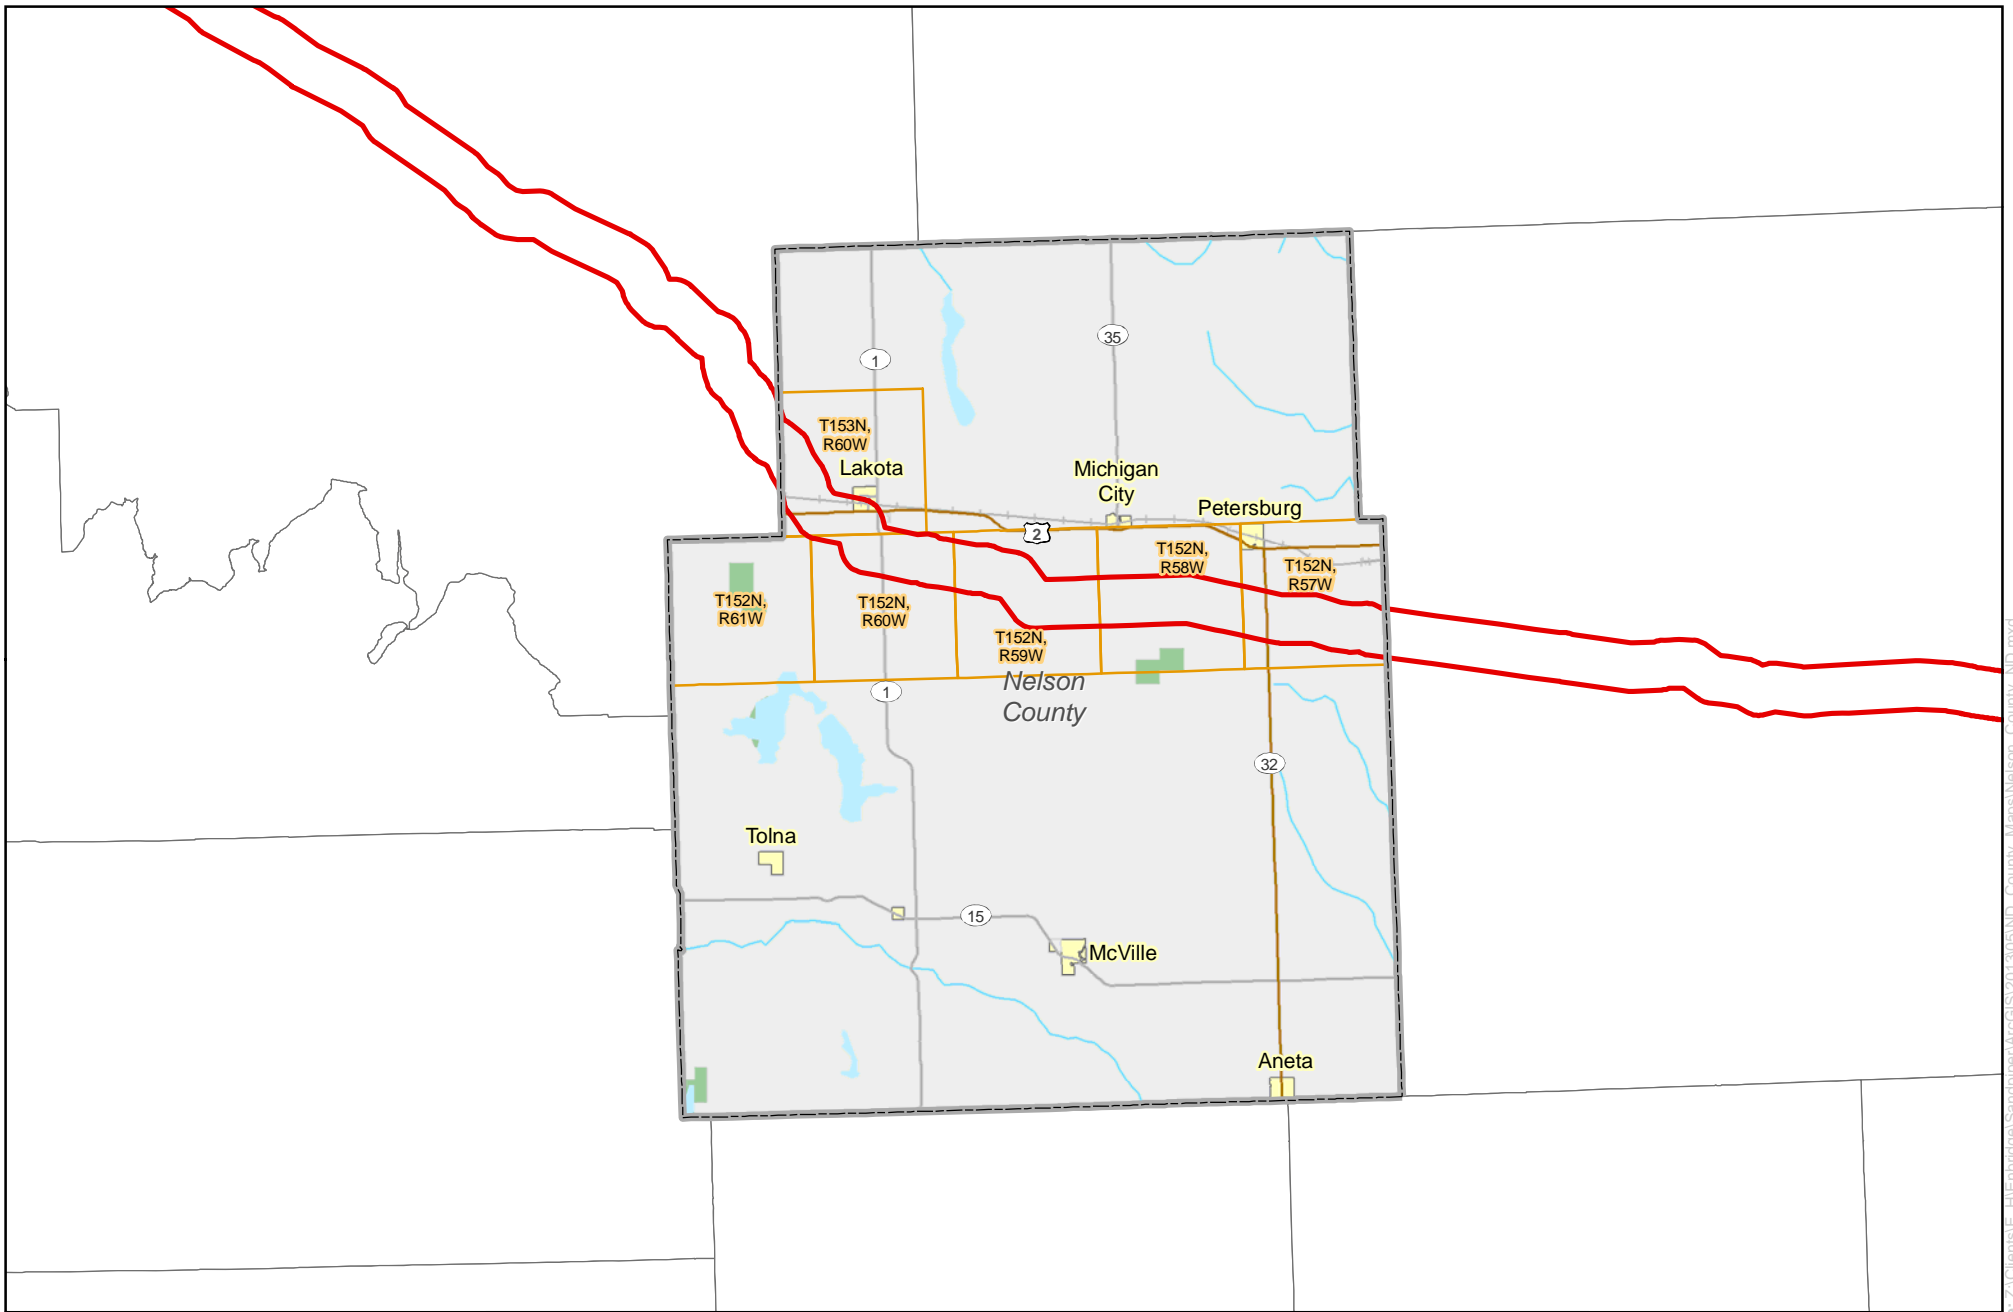 35
1
T153N,
R60W
Lakota
Michigan
City
Petersburg
2
T152N,
R58W
T152N,
R57W
T152N,
R61W
T152N,
R60W
T152N,
R59W
Nelson
County
1
32
Tolna
15
McVille
Aneta